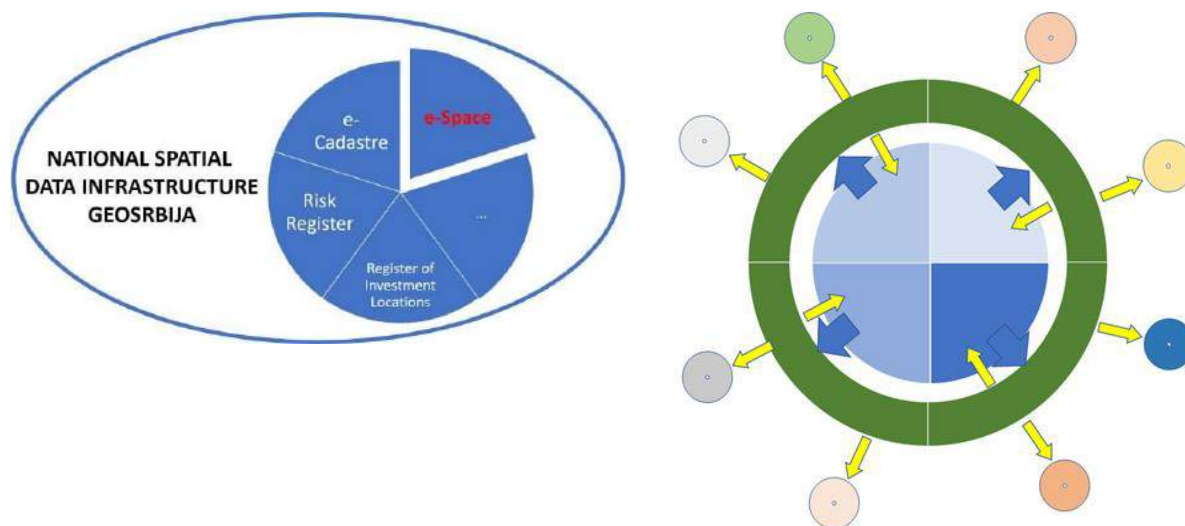 NATIONAL SPATIAL
DATA INFRASTRUCTURE
GEOSRBIJA
e-
Cadastre
e-Space
Risk
Register
...
Register of
Investment
Locations